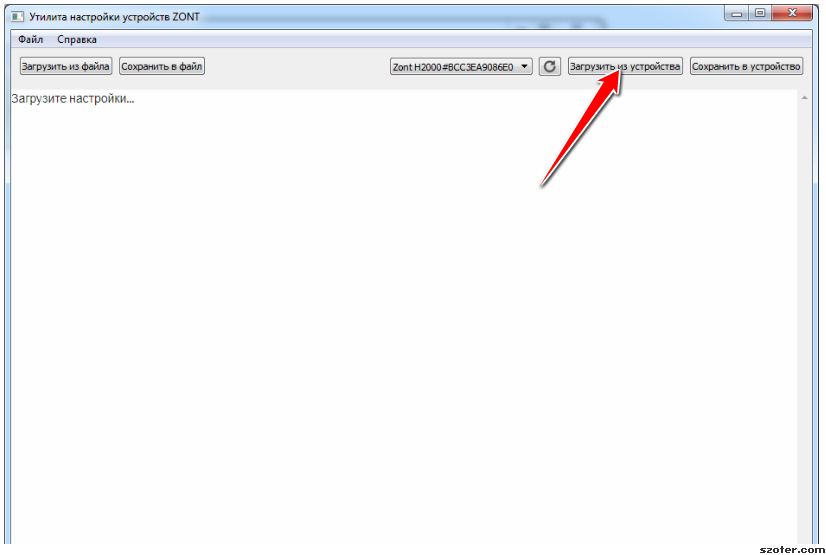 Утилита настройки устройств ZONT
Файл Справка
Загрузить из файла Сохранить в файл Zont H2000#BCC3EA9086E0 Загрузить из устройства Сохранить в устройство
Загрузите настройки...
szofer.com